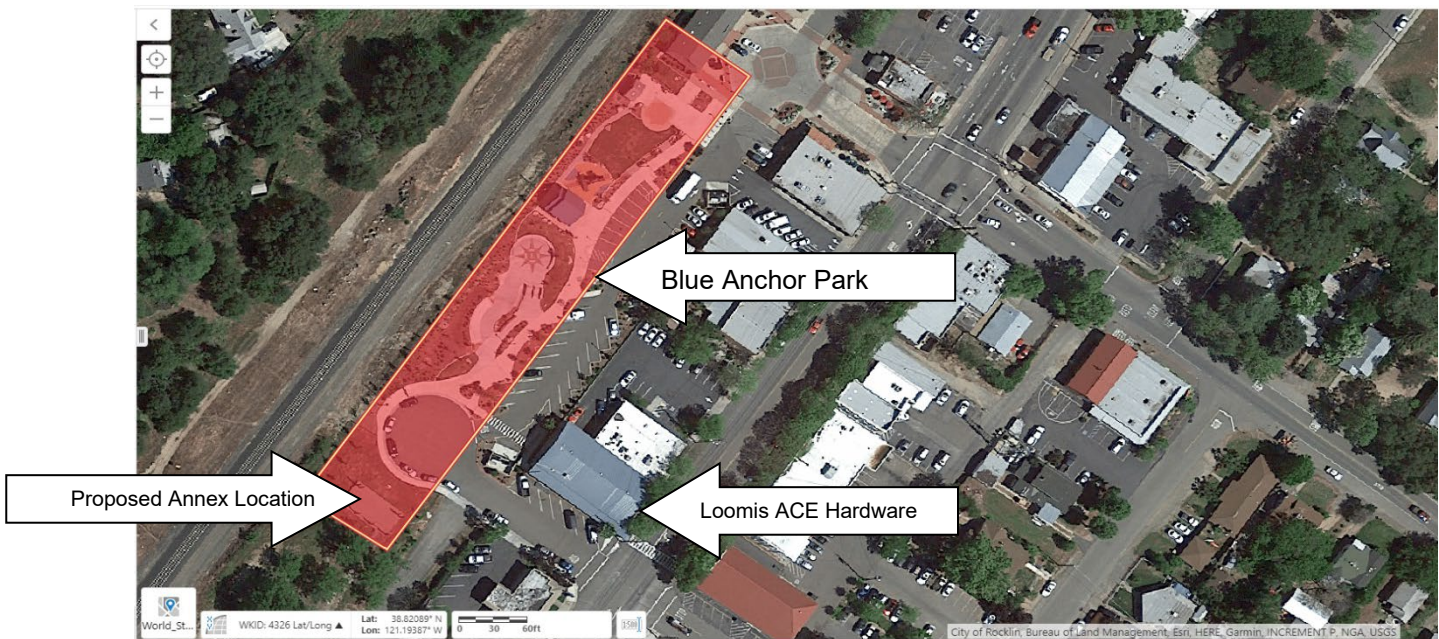 Blue Anchor Park
Proposed Annex Location
Loomis ACE Hardware
World_St...
WKID: 4326 Lat/Long ▲
Lat: 38.82089° N
Lon: 121.19387° W
0 30 60ft
City of Rocklin, Bureau of Land Management, Esri, HERE, Garmin, INCREMENT P, NGA, USGS